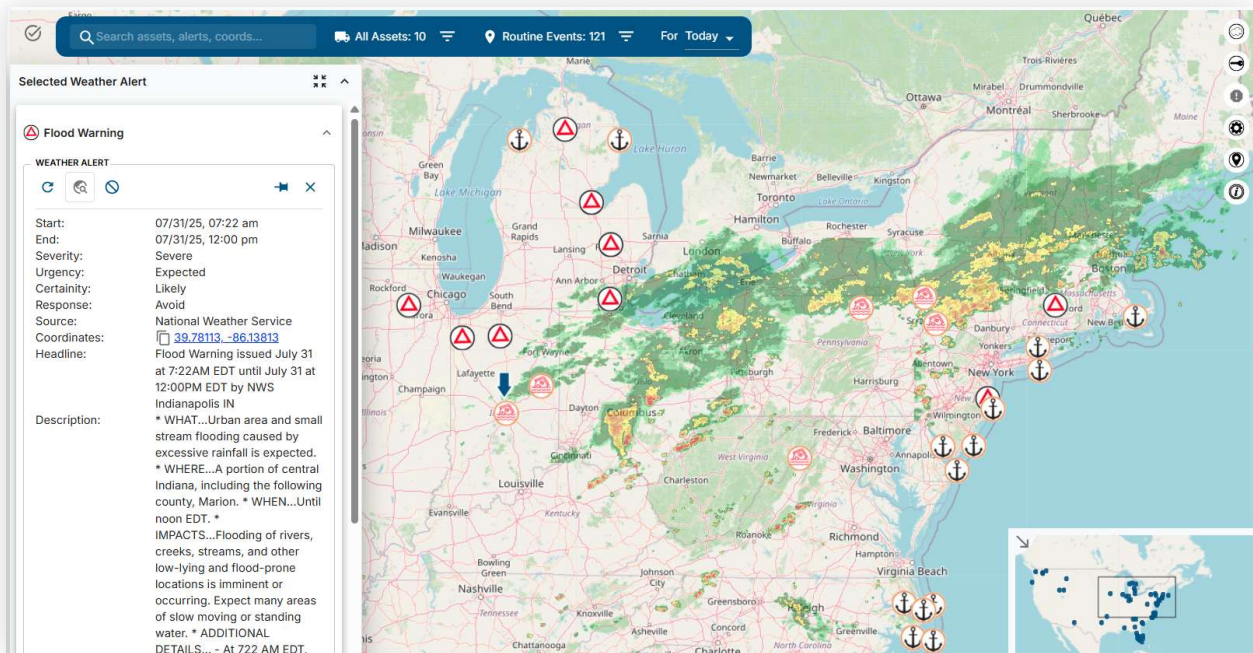 Search assets, alerts, coords...
All Assets: 10
Routine Events: 121
For Today
Selected Weather Alert
Flood Warning
WEATHER ALERT
Start: 07/31/25, 07:22 am
End: 07/31/25, 12:00 pm
Severity: Severe
Urgency: Expected
Certainity: Likely
Response: Avoid
Source: National Weather Service
Coordinates: 39.78113, -86.13813
Headline: Flood Warning issued July 31
at 7:22AM EDT until July 31 at
12:00PM EDT by NWS
Indianapolis IN
Description: * WHAT...Urban area and small
stream flooding caused by
excessive rainfall is expected.
* WHERE...A portion of central
Indiana, including the following
county, Marion. * WHEN...Until
noon EDT. *
IMPACTS...Flooding of rivers,
creeks, streams, and other
low-lying and flood-prone
locations is imminent or
occurring. Expect many areas
of slow moving or standing
water. * ADDITIONAL
DETAILS... - At 722 AM EDT,
Fargo
Marie
Québec
Trois-Rivières
Mirabel
Drummondville
Ottawa
Montréal
Sherbrooke
Maine
Lake Huron
Barrie
Green
Bay
Newmarket
Belleville
Kingston
Lake Michigan
Toronto
Lake Ontario
Hamilton
Milwaukee
Grand
Rapids
Sarnia
London
Buffalo
Rochester
Syracuse
Madison
Lansing
Kenosha
Detroit
Chatham
Erie
Boston
Waukegan
Ann Arbor
Springfield
Massachusetts
Rockford
Chicago
South
Bend
Cleveland
Danbury
Connecticut
New Be
Fort Wayne
Akron
Pennsylvania
Yonkers
Lafayette
New York
Champaign
Harrisburg
Dayton
Columbus
Wilmington
Frederick
Baltimore
Cincinnati
West Virginia
Annapol
Washington
Louisville
Charleston
Evansville
Kentucky
Virginia
Roanoke
Richmond
Hampton
Bowling
Green
Johnson
City
Virginia Beach
Nashville
Greensboro
Tennessee
Knoxville
Greenville
Asheville
Concord
Chattanooga
Charlotte
North Carolina